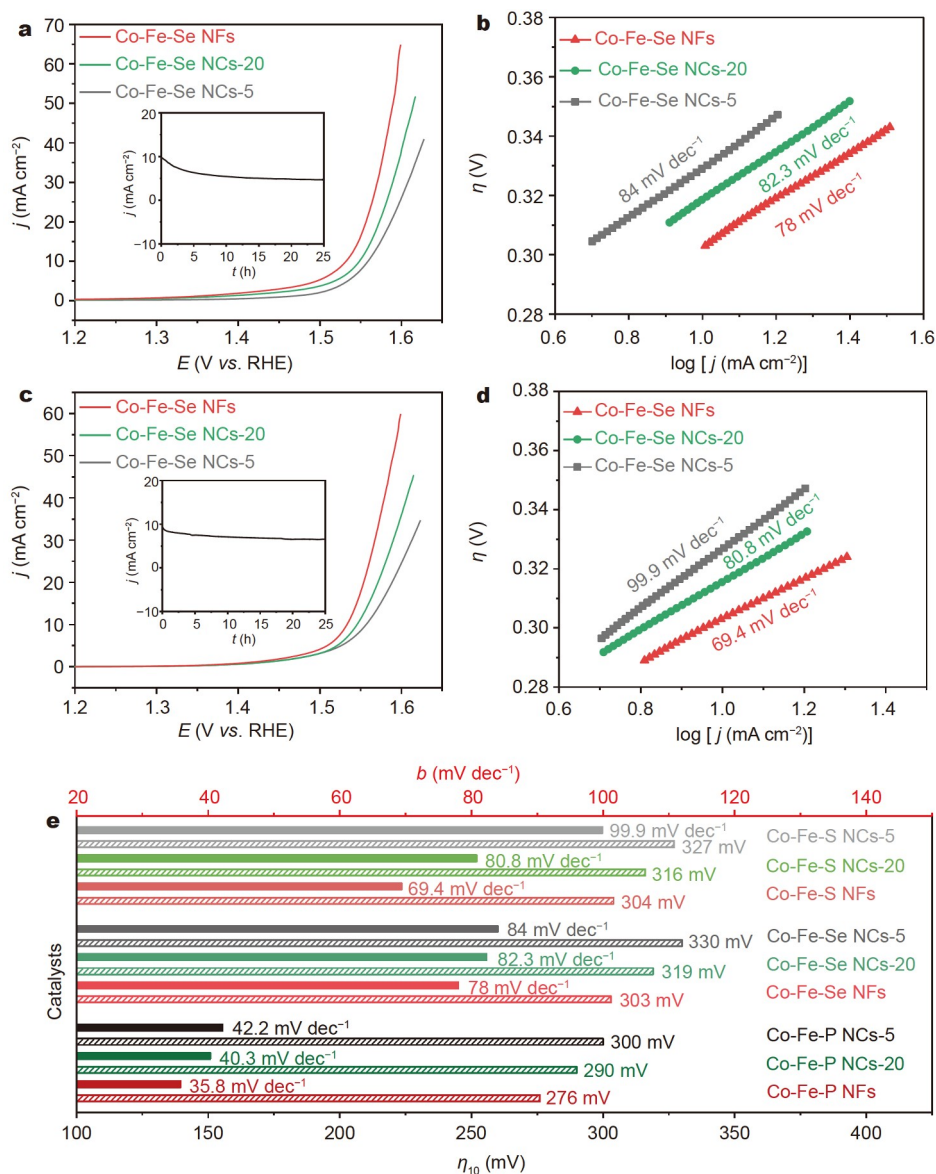 a
70
60
50
40
30
20
10
0
j (mA cm⁻²)
Co-Fe-Se NFs
Co-Fe-Se NCs-20
Co-Fe-Se NCs-5
20
10
0
−10
j (mA cm⁻²)
0 5 10 15 20 25
t (h)
1.2 1.3 1.4 1.5 1.6
E (V vs. RHE)
b
0.38
0.36
0.34
0.32
0.30
0.28
η (V)
Co-Fe-Se NFs
Co-Fe-Se NCs-20
Co-Fe-Se NCs-5
84 mV dec⁻¹
82.3 mV dec⁻¹
78 mV dec⁻¹
0.6 0.8 1.0 1.2 1.4 1.6
log [ j (mA cm⁻²)]
c
60
50
40
30
20
10
0
j (mA cm⁻²)
Co-Fe-Se NFs
Co-Fe-Se NCs-20
Co-Fe-Se NCs-5
20
10
0
−10
j (mA cm⁻²)
0 5 10 15 20 25
t (h)
1.2 1.3 1.4 1.5 1.6
E (V vs. RHE)
d
0.38
0.36
0.34
0.32
0.30
0.28
η (V)
Co-Fe-Se NFs
Co-Fe-Se NCs-20
Co-Fe-Se NCs-5
99.9 mV dec⁻¹
80.8 mV dec⁻¹
69.4 mV dec⁻¹
0.4 0.6 0.8 1.0 1.2 1.4
log [ j (mA cm⁻²)]
b (mV dec⁻¹)
20 40 60 80 100 120 140
e
Catalysts
99.9 mV dec⁻¹ Co-Fe-S NCs-5
327 mV
80.8 mV dec⁻¹ Co-Fe-S NCs-20
316 mV
69.4 mV dec⁻¹ Co-Fe-S NFs
304 mV
84 mV dec⁻¹ Co-Fe-Se NCs-5
330 mV
82.3 mV dec⁻¹ Co-Fe-Se NCs-20
319 mV
78 mV dec⁻¹ Co-Fe-Se NFs
303 mV
42.2 mV dec⁻¹ Co-Fe-P NCs-5
300 mV
40.3 mV dec⁻¹ Co-Fe-P NCs-20
290 mV
35.8 mV dec⁻¹ Co-Fe-P NFs
276 mV
100 150 200 250 300 350 400
η₁₀ (mV)